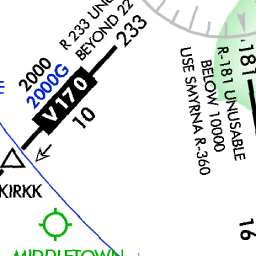 R 233 UNU
BEYOND 22
233
2000
2000G
V170
10
KIRKK
MIDDLETOWN
181
R-181 UNUSABLE
BELOW 10000
USE SMYRNA R-360
16